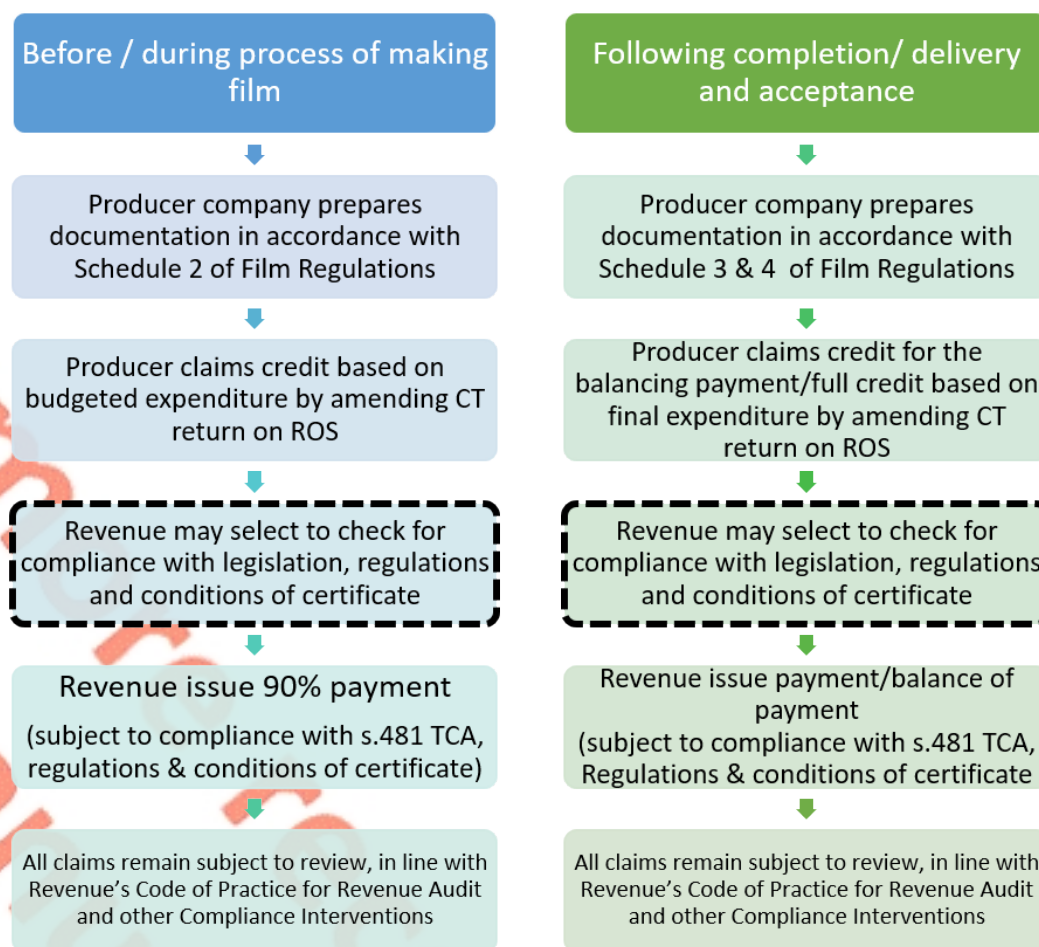 Before / during process of making
film
Producer company prepares
documentation in accordance with
Schedule 2 of Film Regulations
Producer claims credit based on
budgeted expenditure by amending CT
return on ROS
Revenue may select to check for
compliance with legislation, regulations
and conditions of certificate
Revenue issue 90% payment
(subject to compliance with s.481 TCA,
regulations & conditions of certificate)
All claims remain subject to review, in line with
Revenue’s Code of Practice for Revenue Audit
and other Compliance Interventions
Following completion/ delivery
and acceptance
Producer company prepares
documentation in accordance with
Schedule 3 & 4 of Film Regulations
Producer claims credit for the
balancing payment/full credit based on
final expenditure by amending CT
return on ROS
Revenue may select to check for
compliance with legislation, regulations
and conditions of certificate
Revenue issue payment/balance of
payment
(subject to compliance with s.481 TCA,
Regulations & conditions of certificate
All claims remain subject to review, in line with
Revenue’s Code of Practice for Revenue Audit
and other Compliance Interventions